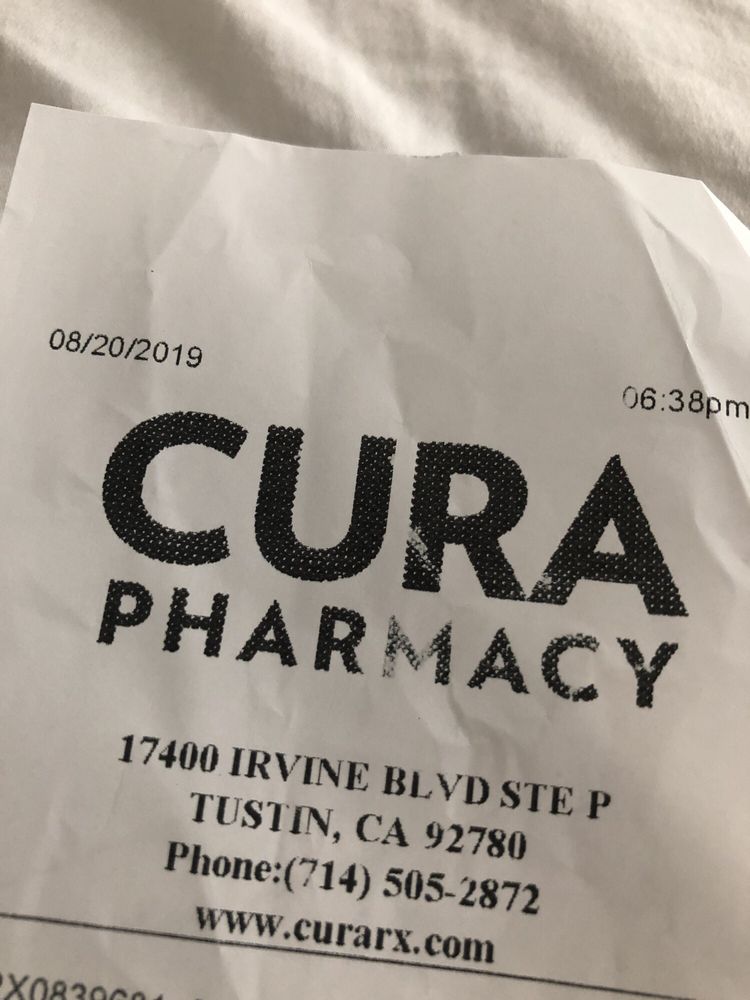 08/20/2019
06:38pm
CURA
PHARMACY
17400 IRVINE BLVD STE P
TUSTIN, CA 92780
Phone:(714) 505-2872
www.curarx.com